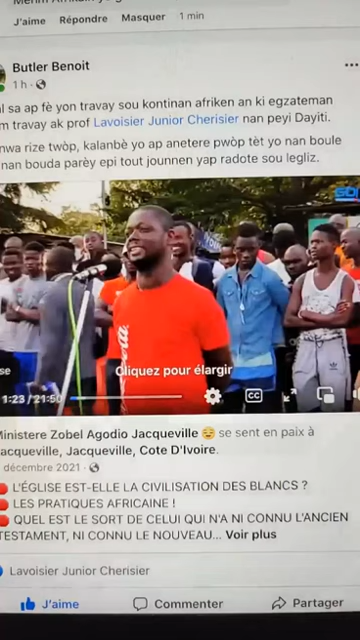 J'aime Répondre Masquer 1 min
Butler Benoit
1 h
sa ap fè yon travay sou kontinan afriken an ki egzateman
travay ak prof Lavoisier Junior Cherisier nan peyi Dayiti.
rize twòp, kalanbè yo ap anetere pwòp tèt yo nan boule
nan bouda parèy epi tout jounnen yap radote sou legliz.
Cliquez pour élargir
1:23 / 21:50
CC
Ministere Zobel Agodio Jacqueville se sent en paix à
Jacqueville, Jacqueville, Cote D'Ivoire.
décembre 2021
L'ÉGLISE EST-ELLE LA CIVILISATION DES BLANCS ?
LES PRATIQUES AFRICAINE !
QUEL EST LE SORT DE CELUI QUI N'A NI CONNU L'ANCIEN
TESTAMENT, NI CONNU LE NOUVEAU... Voir plus
Lavoisier Junior Cherisier
J'aime Commenter Partager